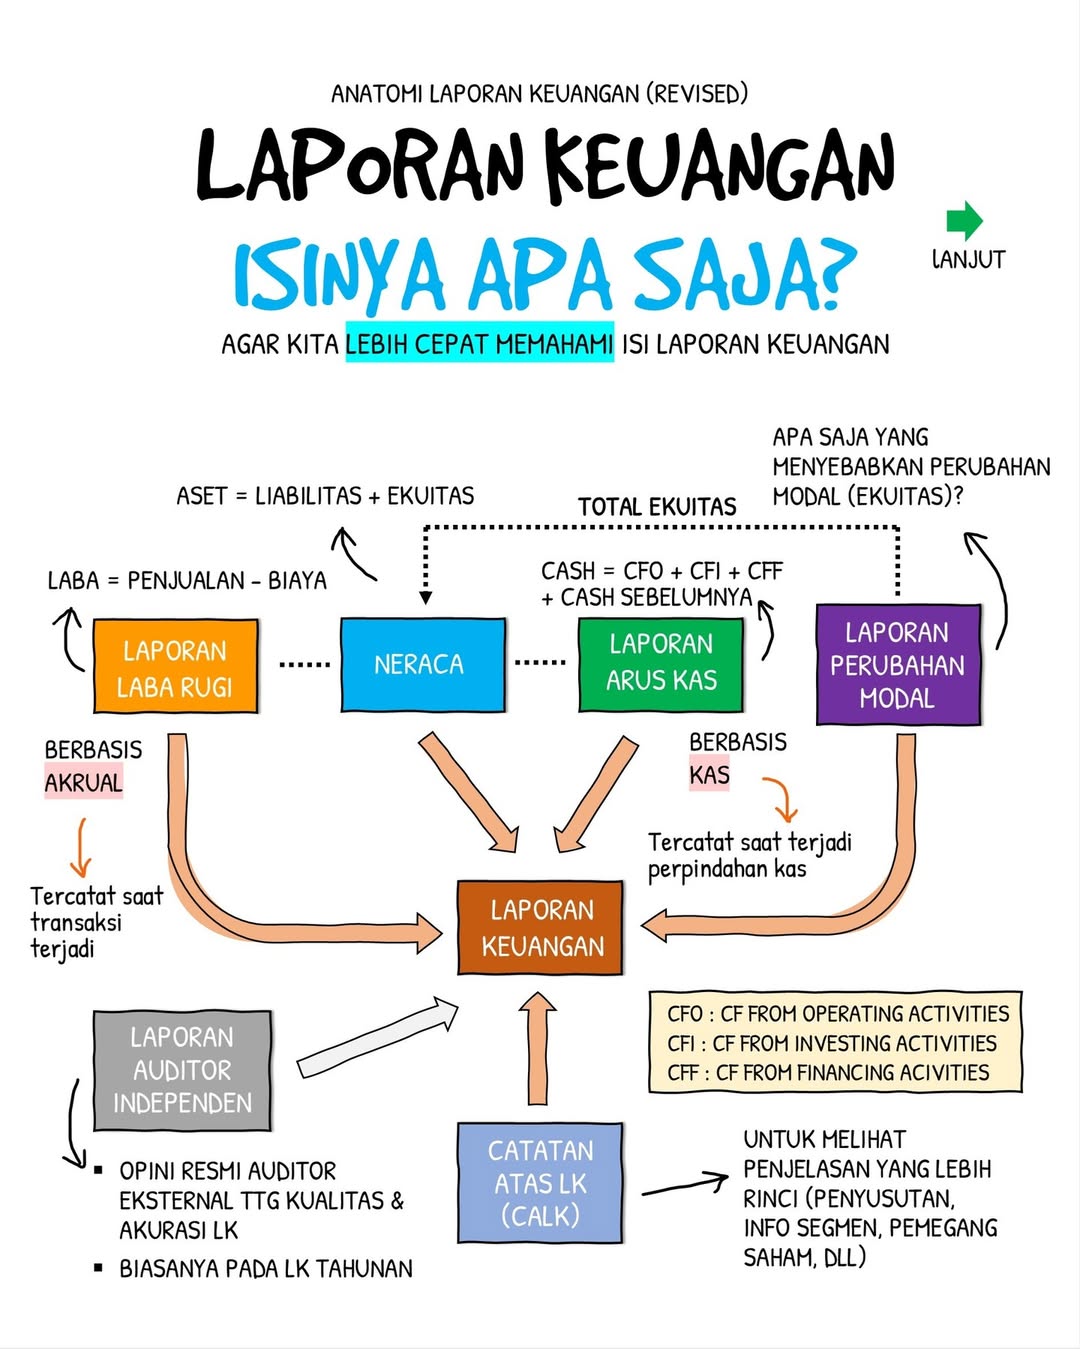 ANATOMI LAPORAN KEUANGAN (REVISED)
LAPORAN KEUANGAN
ISINYA APA SAJA?
LANJUT
AGAR KITA LEBIH CEPAT MEMAHAMI ISI LAPORAN KEUANGAN
APA SAJA YANG
MENYEBABKAN PERUBAHAN
MODAL (EKUITAS)?
ASET = LIABILITAS + EKUITAS
TOTAL EKUITAS
LABA = PENJUALAN - BIAYA
CASH = CFO + CFI + CFF
+ CASH SEBELUMNYA
LAPORAN
LABA RUGI
NERACA
LAPORAN
ARUS KAS
LAPORAN
PERUBAHAN
MODAL
BERBASIS
AKRUAL
Tercatat saat
transaksi
terjadi
BERBASIS
KAS
Tercatat saat terjadi
perpindahan kas
LAPORAN
KEUANGAN
CFO : CF FROM OPERATING ACTIVITIES
CFI : CF FROM INVESTING ACTIVITIES
CFF : CF FROM FINANCING ACIVITIES
LAPORAN
AUDITOR
INDEPENDEN
▪ OPINI RESMI AUDITOR
EKSTERNAL TTG KUALITAS &
AKURASI LK
▪ BIASANYA PADA LK TAHUNAN
CATATAN
ATAS LK
(CALK)
UNTUK MELIHAT
PENJELASAN YANG LEBIH
RINCI (PENYUSUTAN,
INFO SEGMEN, PEMEGANG
SAHAM, DLL)